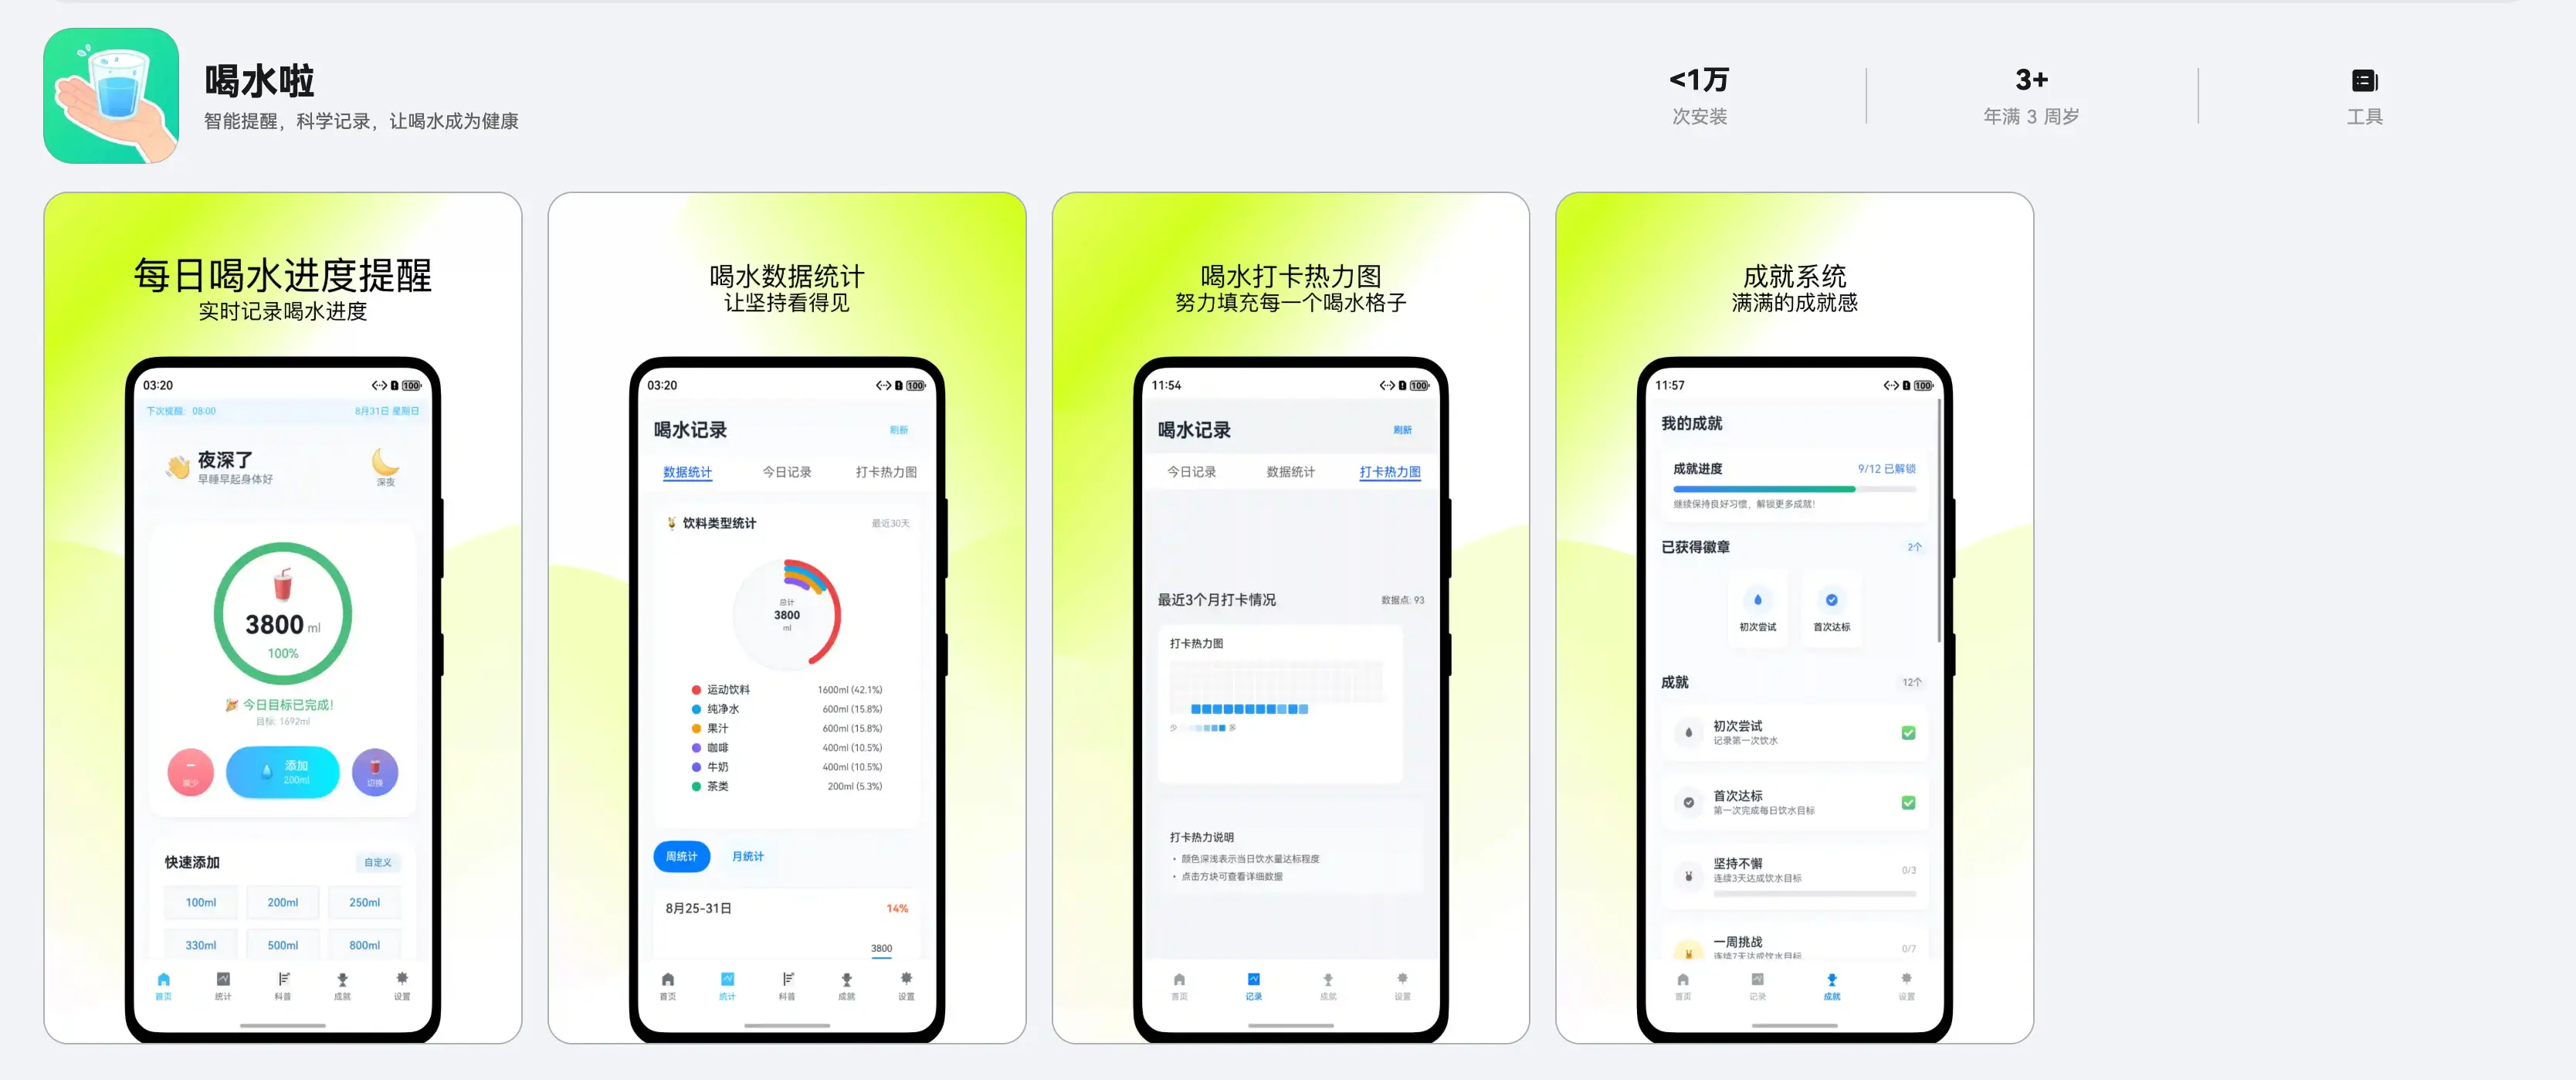 喝水啦
智能提醒，科学记录，让喝水成为健康
<1万
次安装
3+
年满 3 周岁
工具
每日喝水进度提醒
实时记录喝水进度
03:20
100
下次提醒: 08:00
8月31日 星期日
夜深了
早睡早起身体好
深夜
3800 ml
100%
今日目标已完成!
目标: 1692ml
减少
添加
200ml
切换
快速添加
自定义
100ml
200ml
250ml
330ml
500ml
800ml
首页
统计
科普
成就
设置
喝水数据统计
让坚持看得见
03:20
100
喝水记录
刷新
数据统计
今日记录
打卡热力图
饮料类型统计
最近30天
总计
3800
ml
运动饮料 1600ml (42.1%)
纯净水 600ml (15.8%)
果汁 600ml (15.8%)
咖啡 400ml (10.5%)
牛奶 400ml (10.5%)
茶类 200ml (5.3%)
周统计
月统计
8月25-31日
14%
3800
首页
统计
科普
成就
设置
喝水打卡热力图
努力填充每一个喝水格子
11:54
100
喝水记录
刷新
今日记录
数据统计
打卡热力图
最近3个月打卡情况
数据点: 93
打卡热力图
少
多
打卡热力说明
• 颜色深浅表示当日饮水量达标程度
• 点击方块可查看详细数据
首页
记录
成就
设置
成就系统
满满的成就感
11:57
100
我的成就
成就进度
9/12 已解锁
继续保持良好习惯，解锁更多成就!
已获得徽章
2个
初次尝试
首次达标
成就
12个
初次尝试
记录第一次饮水
首次达标
第一次完成每日饮水目标
坚持不懈
连续3天达成饮水目标
0/3
一周挑战
连续7天达成饮水目标
0/7
首页
记录
成就
设置